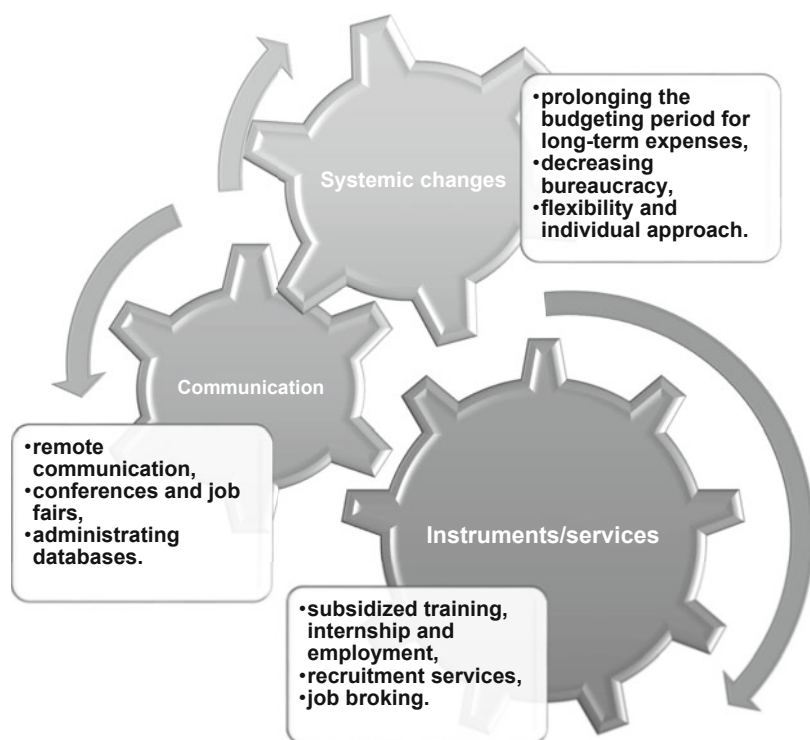 Systemic changes
•prolonging the
budgeting period for
long-term expenses,
•decreasing
bureaucracy,
•flexibility and
individual approach.
Communication
•remote
communication,
•conferences and job
fairs,
•administrating
databases.
Instruments/services
•subsidized training,
internship and
employment,
•recruitment services,
•job broking.